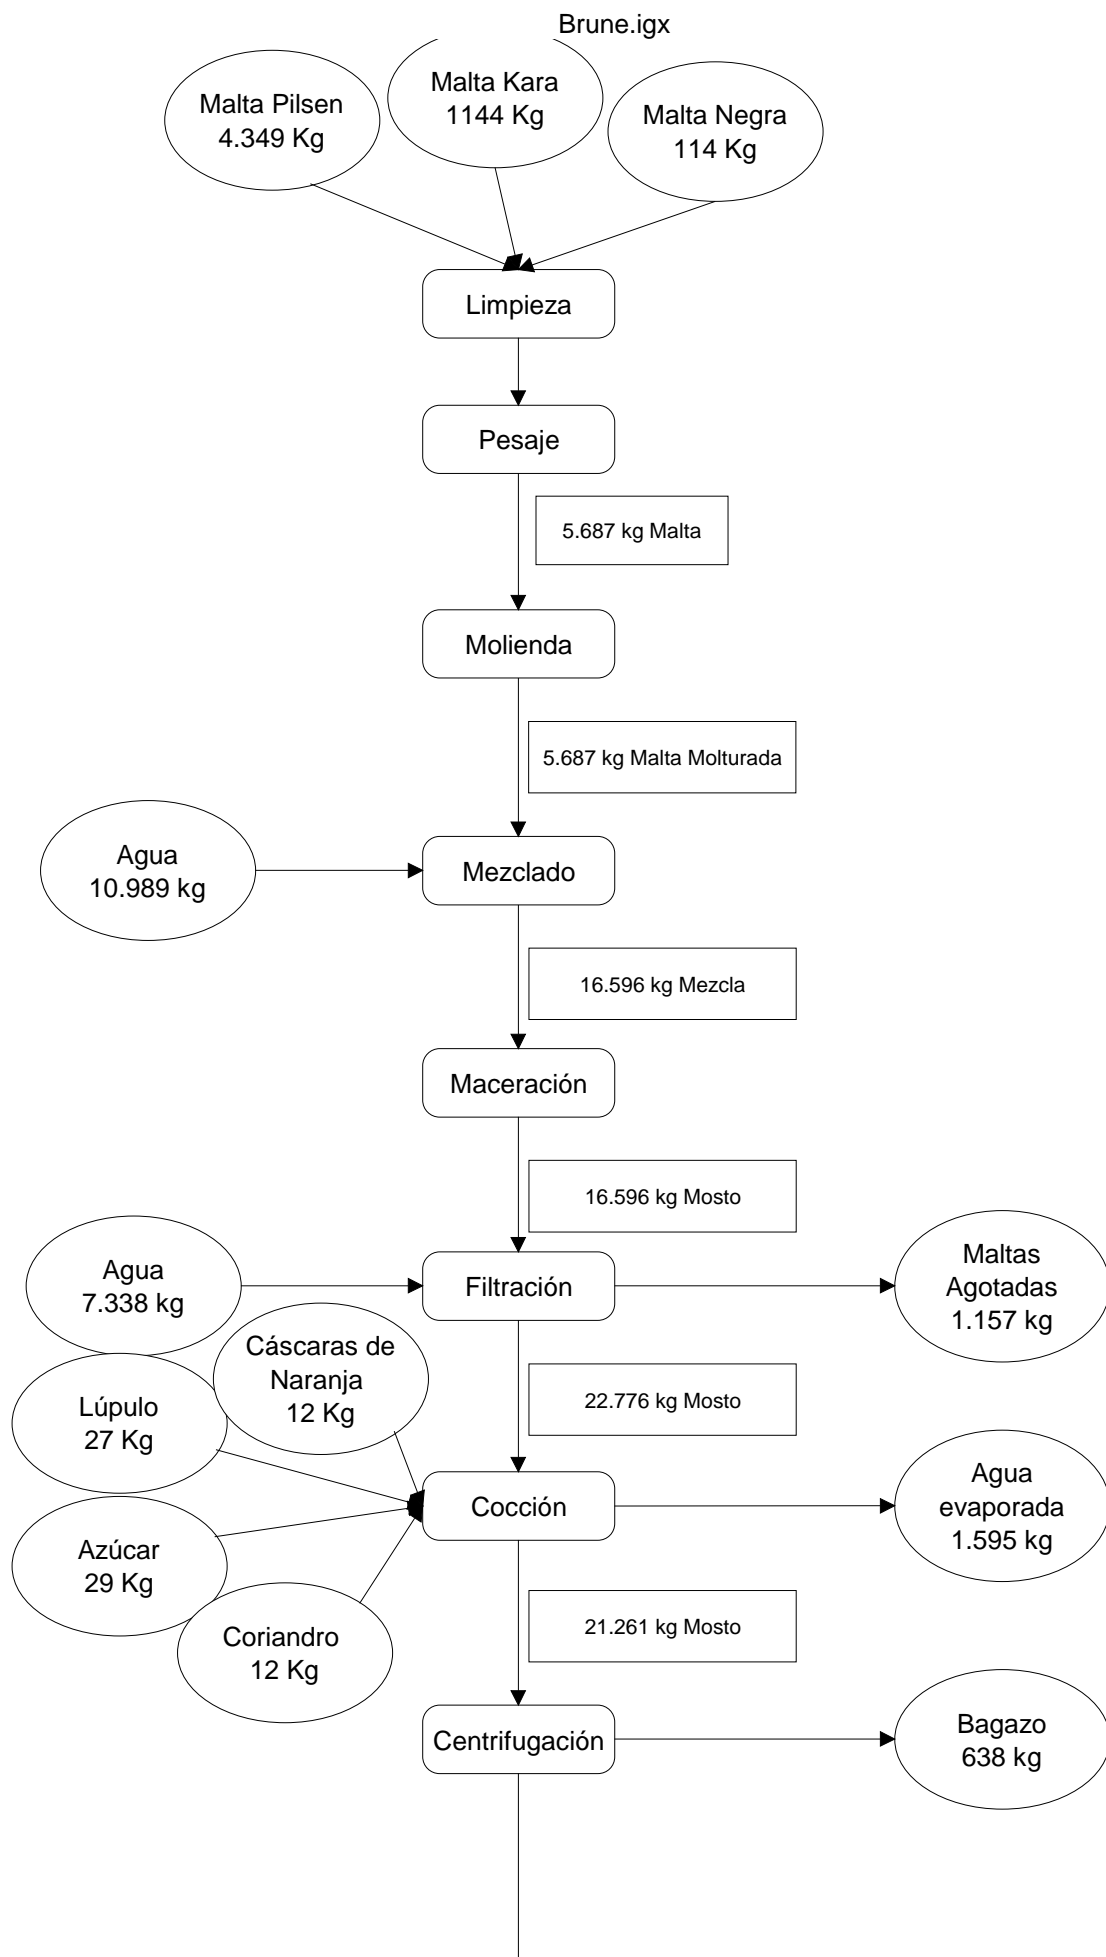 Brune.igx
Malta Pilsen
4.349 Kg
Malta Kara
1144 Kg
Malta Negra
114 Kg
Limpieza
Pesaje
5.687 kg Malta
Molienda
5.687 kg Malta Molturada
Agua
10.989 kg
Mezclado
16.596 kg Mezcla
Maceración
16.596 kg Mosto
Agua
7.338 kg
Filtración
Maltas
Agotadas
1.157 kg
Cáscaras de
Naranja
12 Kg
22.776 kg Mosto
Lúpulo
27 Kg
Cocción
Agua
evaporada
1.595 kg
Azúcar
29 Kg
Coriandro
12 Kg
21.261 kg Mosto
Centrifugación
Bagazo
638 kg